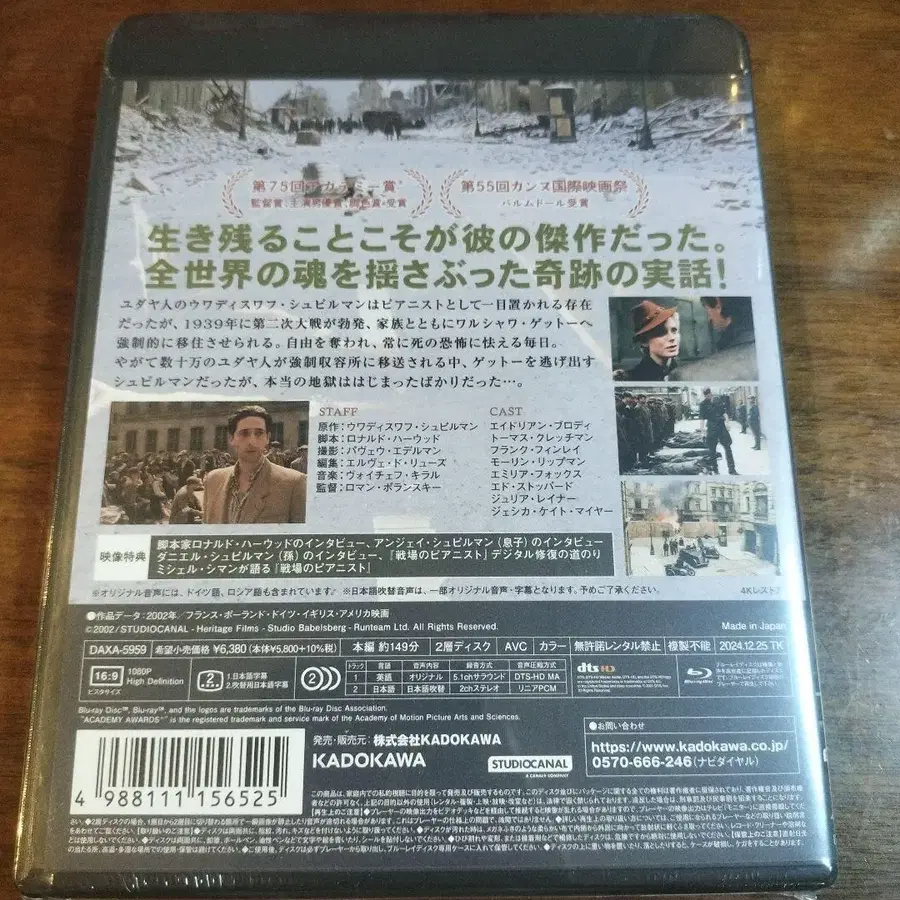 第75回アカデミー賞®
監督賞、主演男優賞、脚色賞 受賞
第55回カンヌ国際映画祭
パルムドール受賞
生き残ることこそが彼の傑作だった。
全世界の魂を揺さぶった奇跡の実話!
ユダヤ人のウワディスワフ・シュピルマンはピアニストとして一目置かれる存在
だったが、1939年に第二次大戦が勃発、家族とともにワルシャワ・ゲットーへ
強制的に移住させられる。自由を奪われ、常に死の恐怖に怯える毎日。
やがて数十万のユダヤ人が強制収容所に移送される中、ゲットーを逃げ出す
シュピルマンだったが、本当の地獄ははじまったばかりだった…。
STAFF
原作:ウワディスワフ・シュピルマン
脚本:ロナルド・ハーウッド
撮影:パヴェウ・エデルマン
編集:エルヴェ・ド・リューズ
音楽:ヴォイチェフ・キラル
監督:ロマン・ポランスキー
CAST
エイドリアン・ブロディ
トーマス・クレッチマン
フランク・フィンレイ
モーリン・リップマン
エミリア・フォックス
エド・ストッパード
ジュリア・レイナー
ジェシカ・ケイト・マイヤー
映像特典
脚本家ロナルド・ハーウッドのインタビュー、アンジェイ・シュピルマン(息子)のインタビュー
ダニエル・シュピルマン(孫)のインタビュー、『戦場のピアニスト』デジタル修復の道のり
ミシェル・シマンが語る『戦場のピアニスト』
※オリジナル音声には、ドイツ語、ロシア語も含まれています。 ※日本語吹替音声は、一部オリジナル音声・字幕となります。予めご了承ください。
4Kレストア
●作品データ:2002年/フランス・ポーランド・ドイツ・イギリス・アメリカ映画
©2002/STUDIOCANAL - Heritage Films - Studio Babelsberg - Runteam Ltd. All Rights Reserved.
Made in Japan
DAXA-5959 希望小売価格 ¥6,380(本体¥5,800+10%税) 本編 約149分 2層ディスク AVC カラー 無許諾レンタル禁止 複製不能 2024.12.25 TK
16:9
ビスタサイズ
1080P
High Definition
2
1.日本語字幕
2.吹替用日本語字幕
2
トラック 言語 音声内容 録音方式 音声圧縮方式
1 英語 オリジナル 5.1chサラウンド DTS-HD MA
2 日本語 日本語吹替 2chステレオ リニアPCM
dts HD
Blu-ray Disc
Blu-ray Disc™, Blu-ray™, and the logos are trademarks of the Blu-ray Disc Association.
"ACADEMY AWARDS®" is the registered trademark and service mark of the Academy of Motion Picture Arts and Sciences.
4 988111 156525
発売・販売元:株式会社KADOKAWA
KADOKAWA
STUDIOCANAL
A CANAL+ COMPANY
●お問い合わせ
https://www.kadokawa.co.jp/
0570-666-246(ナビダイヤル)